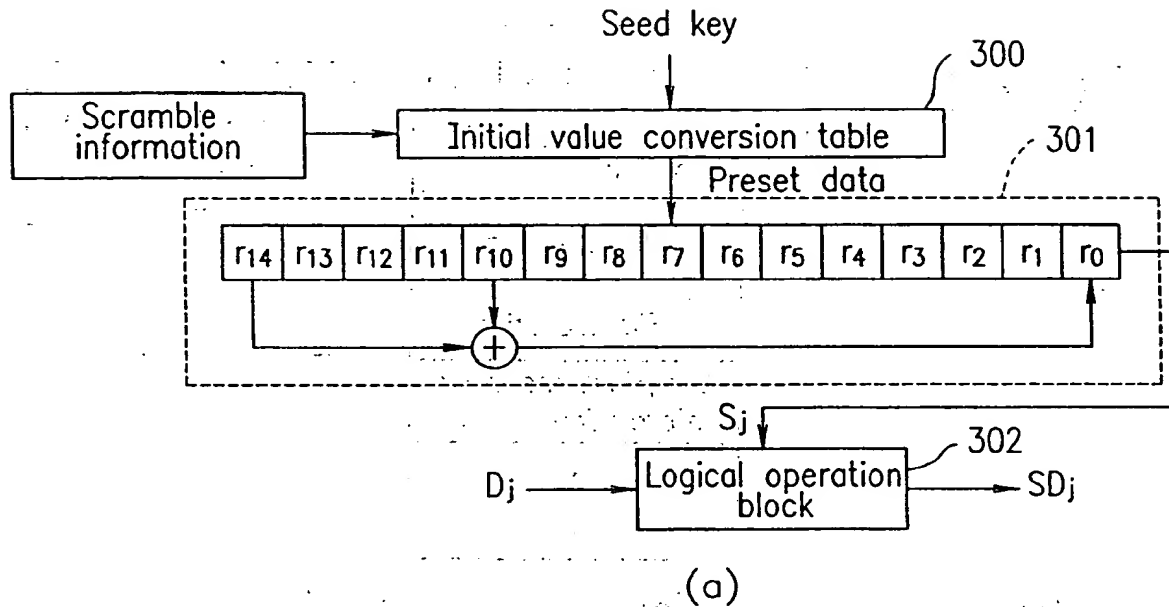 Seed key
300
Scramble
information
Initial value conversion table
301
Preset data
r14 r13 r12 r11 r10 r9 r8 r7 r6 r5 r4 r3 r2 r1 r0
+
Sj
302
Dj
Logical operation
block
SDj
(a)